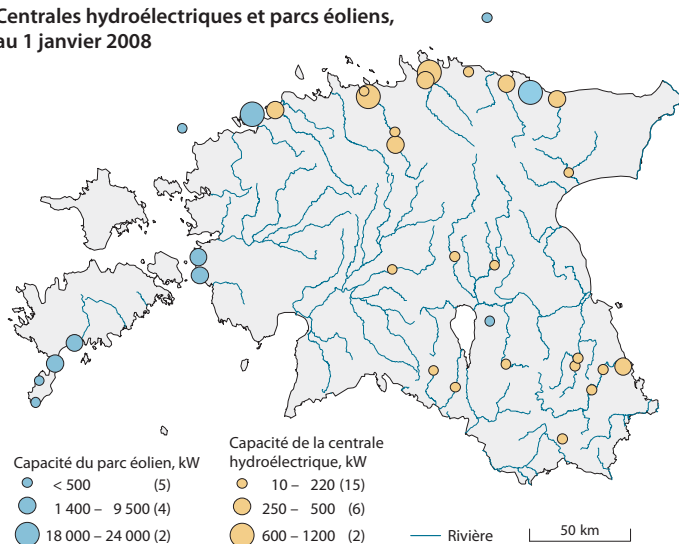 Centrales hydroélectriques et parcs éoliens,
au 1 janvier 2008
Capacité du parc éolien, kW
< 500 (5)
1 400 – 9 500 (4)
18 000 – 24 000 (2)
Capacité de la centrale
hydroélectrique, kW
10 – 220 (15)
250 – 500 (6)
600 – 1200 (2)
Rivière
50 km